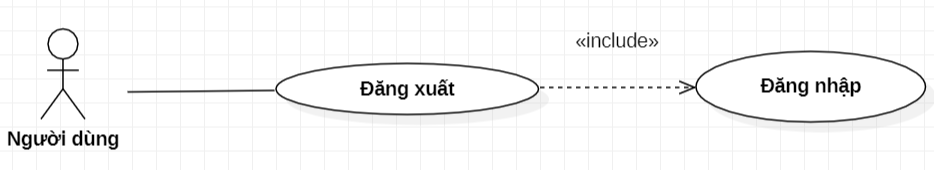 «include»
Đăng xuất
Đăng nhập
Người dùng